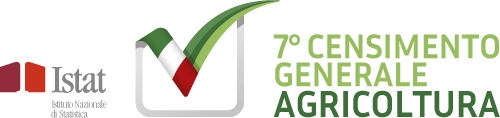 Istat
Istituto Nazionale
di Statistica
7° CENSIMENTO
GENERALE
AGRICOLTURA